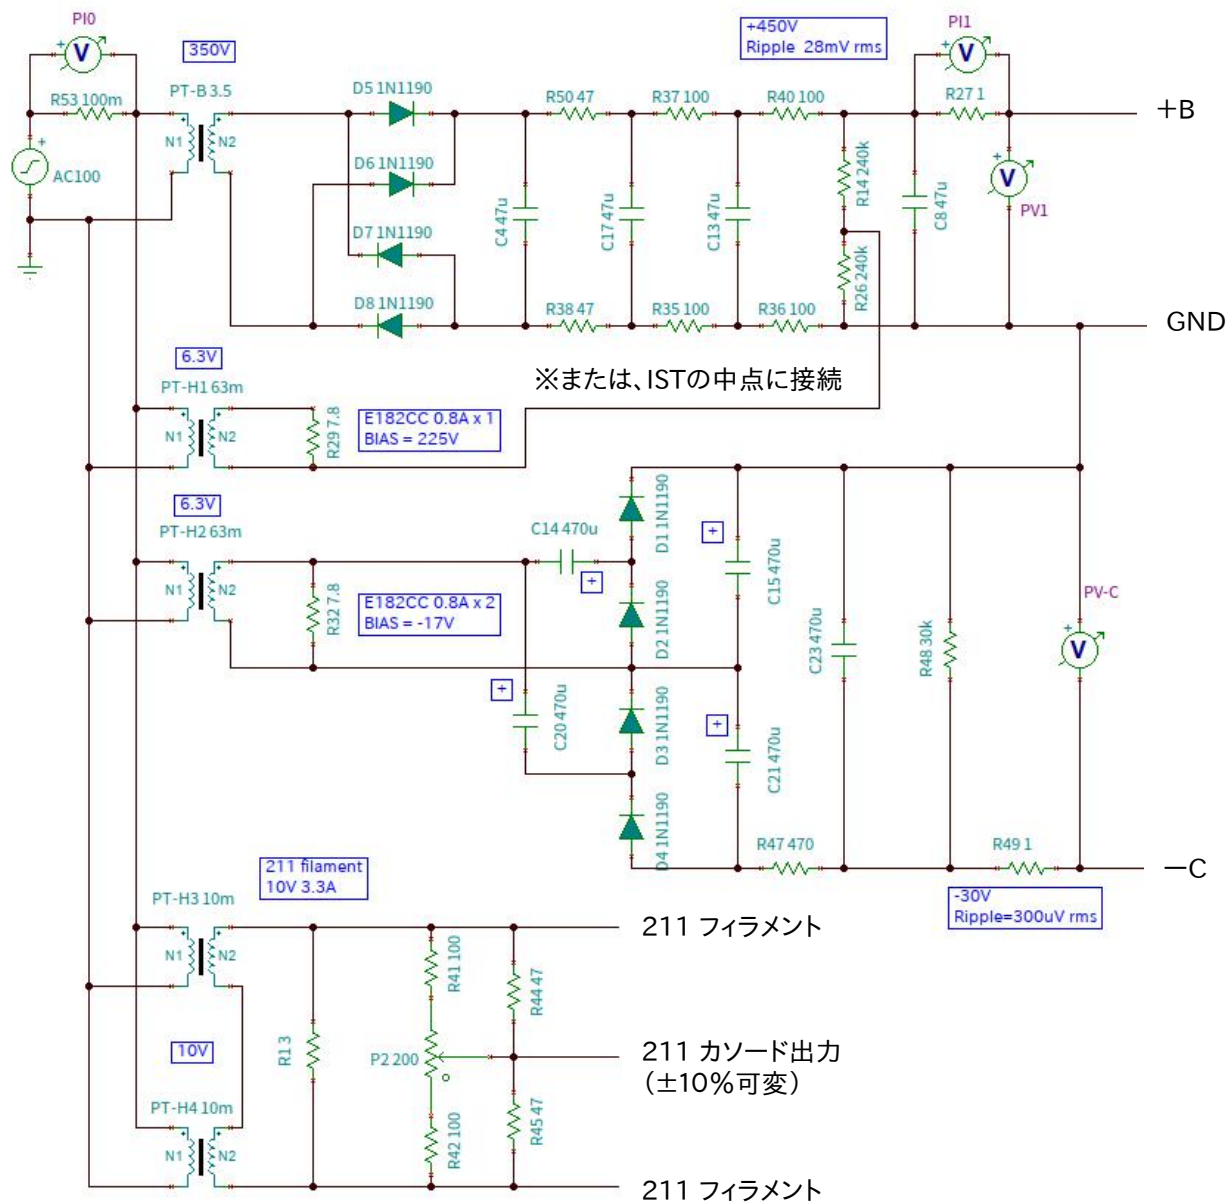 PI0
+
V
R53 100m
+
AC100
350V
PT-B 3.5
N1
N2
D5 1N1190
D6 1N1190
D7 1N1190
D8 1N1190
C4 47u
R50 47
R38 47
C17 47u
R37 100
R35 100
C13 47u
R40 100
R36 100
+450V
Ripple 28mV rms
R14 240k
R26 240k
C8 47u
PI1
+
V
R27 1
+
V
PV1
+B
GND
※または、ISTの中点に接続
6.3V
PT-H1 63m
N1
N2
R29 7.8
E182CC 0.8A x 1
BIAS = 225V
6.3V
PT-H2 63m
N1
N2
R32 7.8
E182CC 0.8A x 2
BIAS = -17V
C14 470u
+
+
C20 470u
D1 1N1190
D2 1N1190
D3 1N1190
D4 1N1190
+
C15 470u
+
C21 470u
C23 470u
R48 30k
PV-C
+
V
R47 470
R49 1
-30V
Ripple=300uV rms
−C
211 filament
10V 3.3A
PT-H3 10m
N1
N2
10V
PT-H4 10m
N1
N2
R1 3
R41 100
P2 200
R42 100
R44 47
R45 47
211 フィラメント
211 カソード出力
(±10%可変)
211 フィラメント